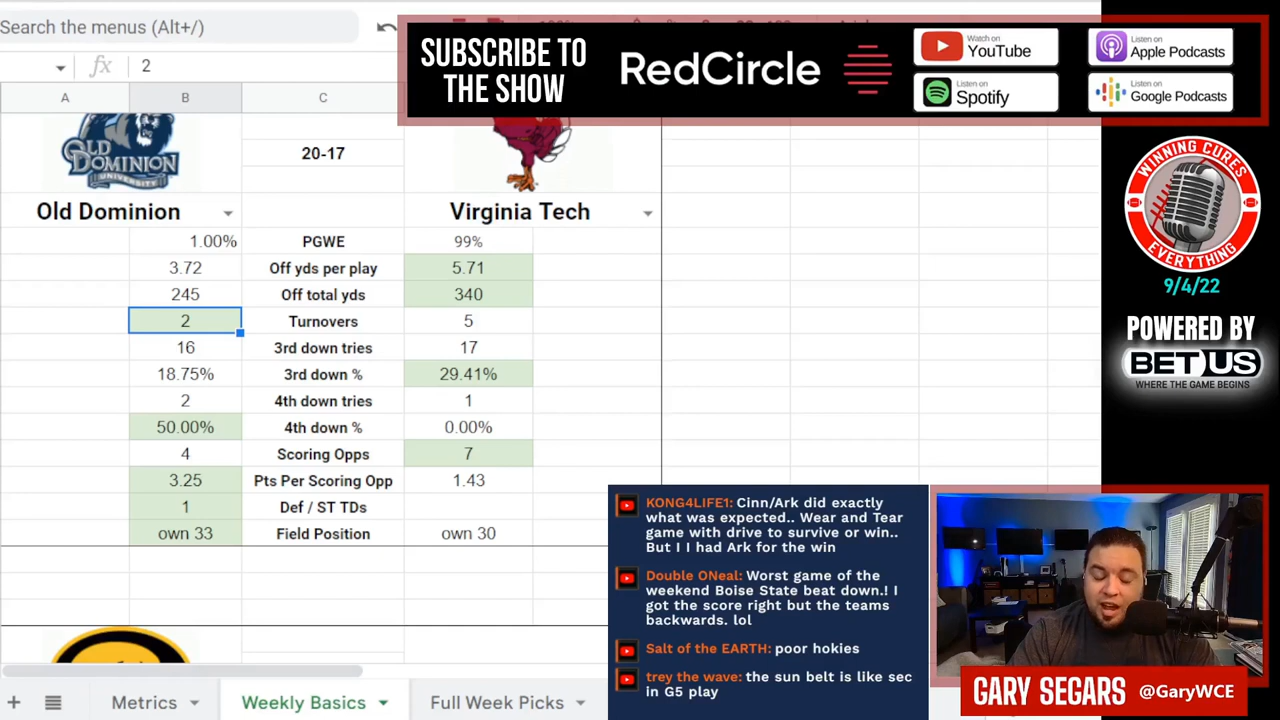 Search the menus (Alt+/)
SUBSCRIBE TO
THE SHOW
RedCircle
Watch on
YouTube
Listen on
Apple Podcasts
Listen on
Spotify
Listen on
Google Podcasts
fx 2
A B C
OLD
DOMINION
UNIVERSITY
20-17
Old Dominion Virginia Tech
1.00% PGWE 99%
3.72 Off yds per play 5.71
245 Off total yds 340
2 Turnovers 5
16 3rd down tries 17
18.75% 3rd down % 29.41%
2 4th down tries 1
50.00% 4th down % 0.00%
4 Scoring Opps 7
3.25 Pts Per Scoring Opp 1.43
1 Def / ST TDs
own 33 Field Position own 30
WINNING CURES
EVERYTHING
9/4/22
POWERED BY
BETUS
WHERE THE GAME BEGINS
KONG4LIFE1: Cinn/Ark did exactly
what was expected.. Wear and Tear
game with drive to survive or win..
But I I had Ark for the win
Double ONeal: Worst game of the
weekend Boise State beat down.! I
got the score right but the teams
backwards. lol
Salt of the EARTH: poor hokies
trey the wave: the sun belt is like sec
in G5 play
GARY SEGARS @GaryWCE
Metrics Weekly Basics Full Week Picks